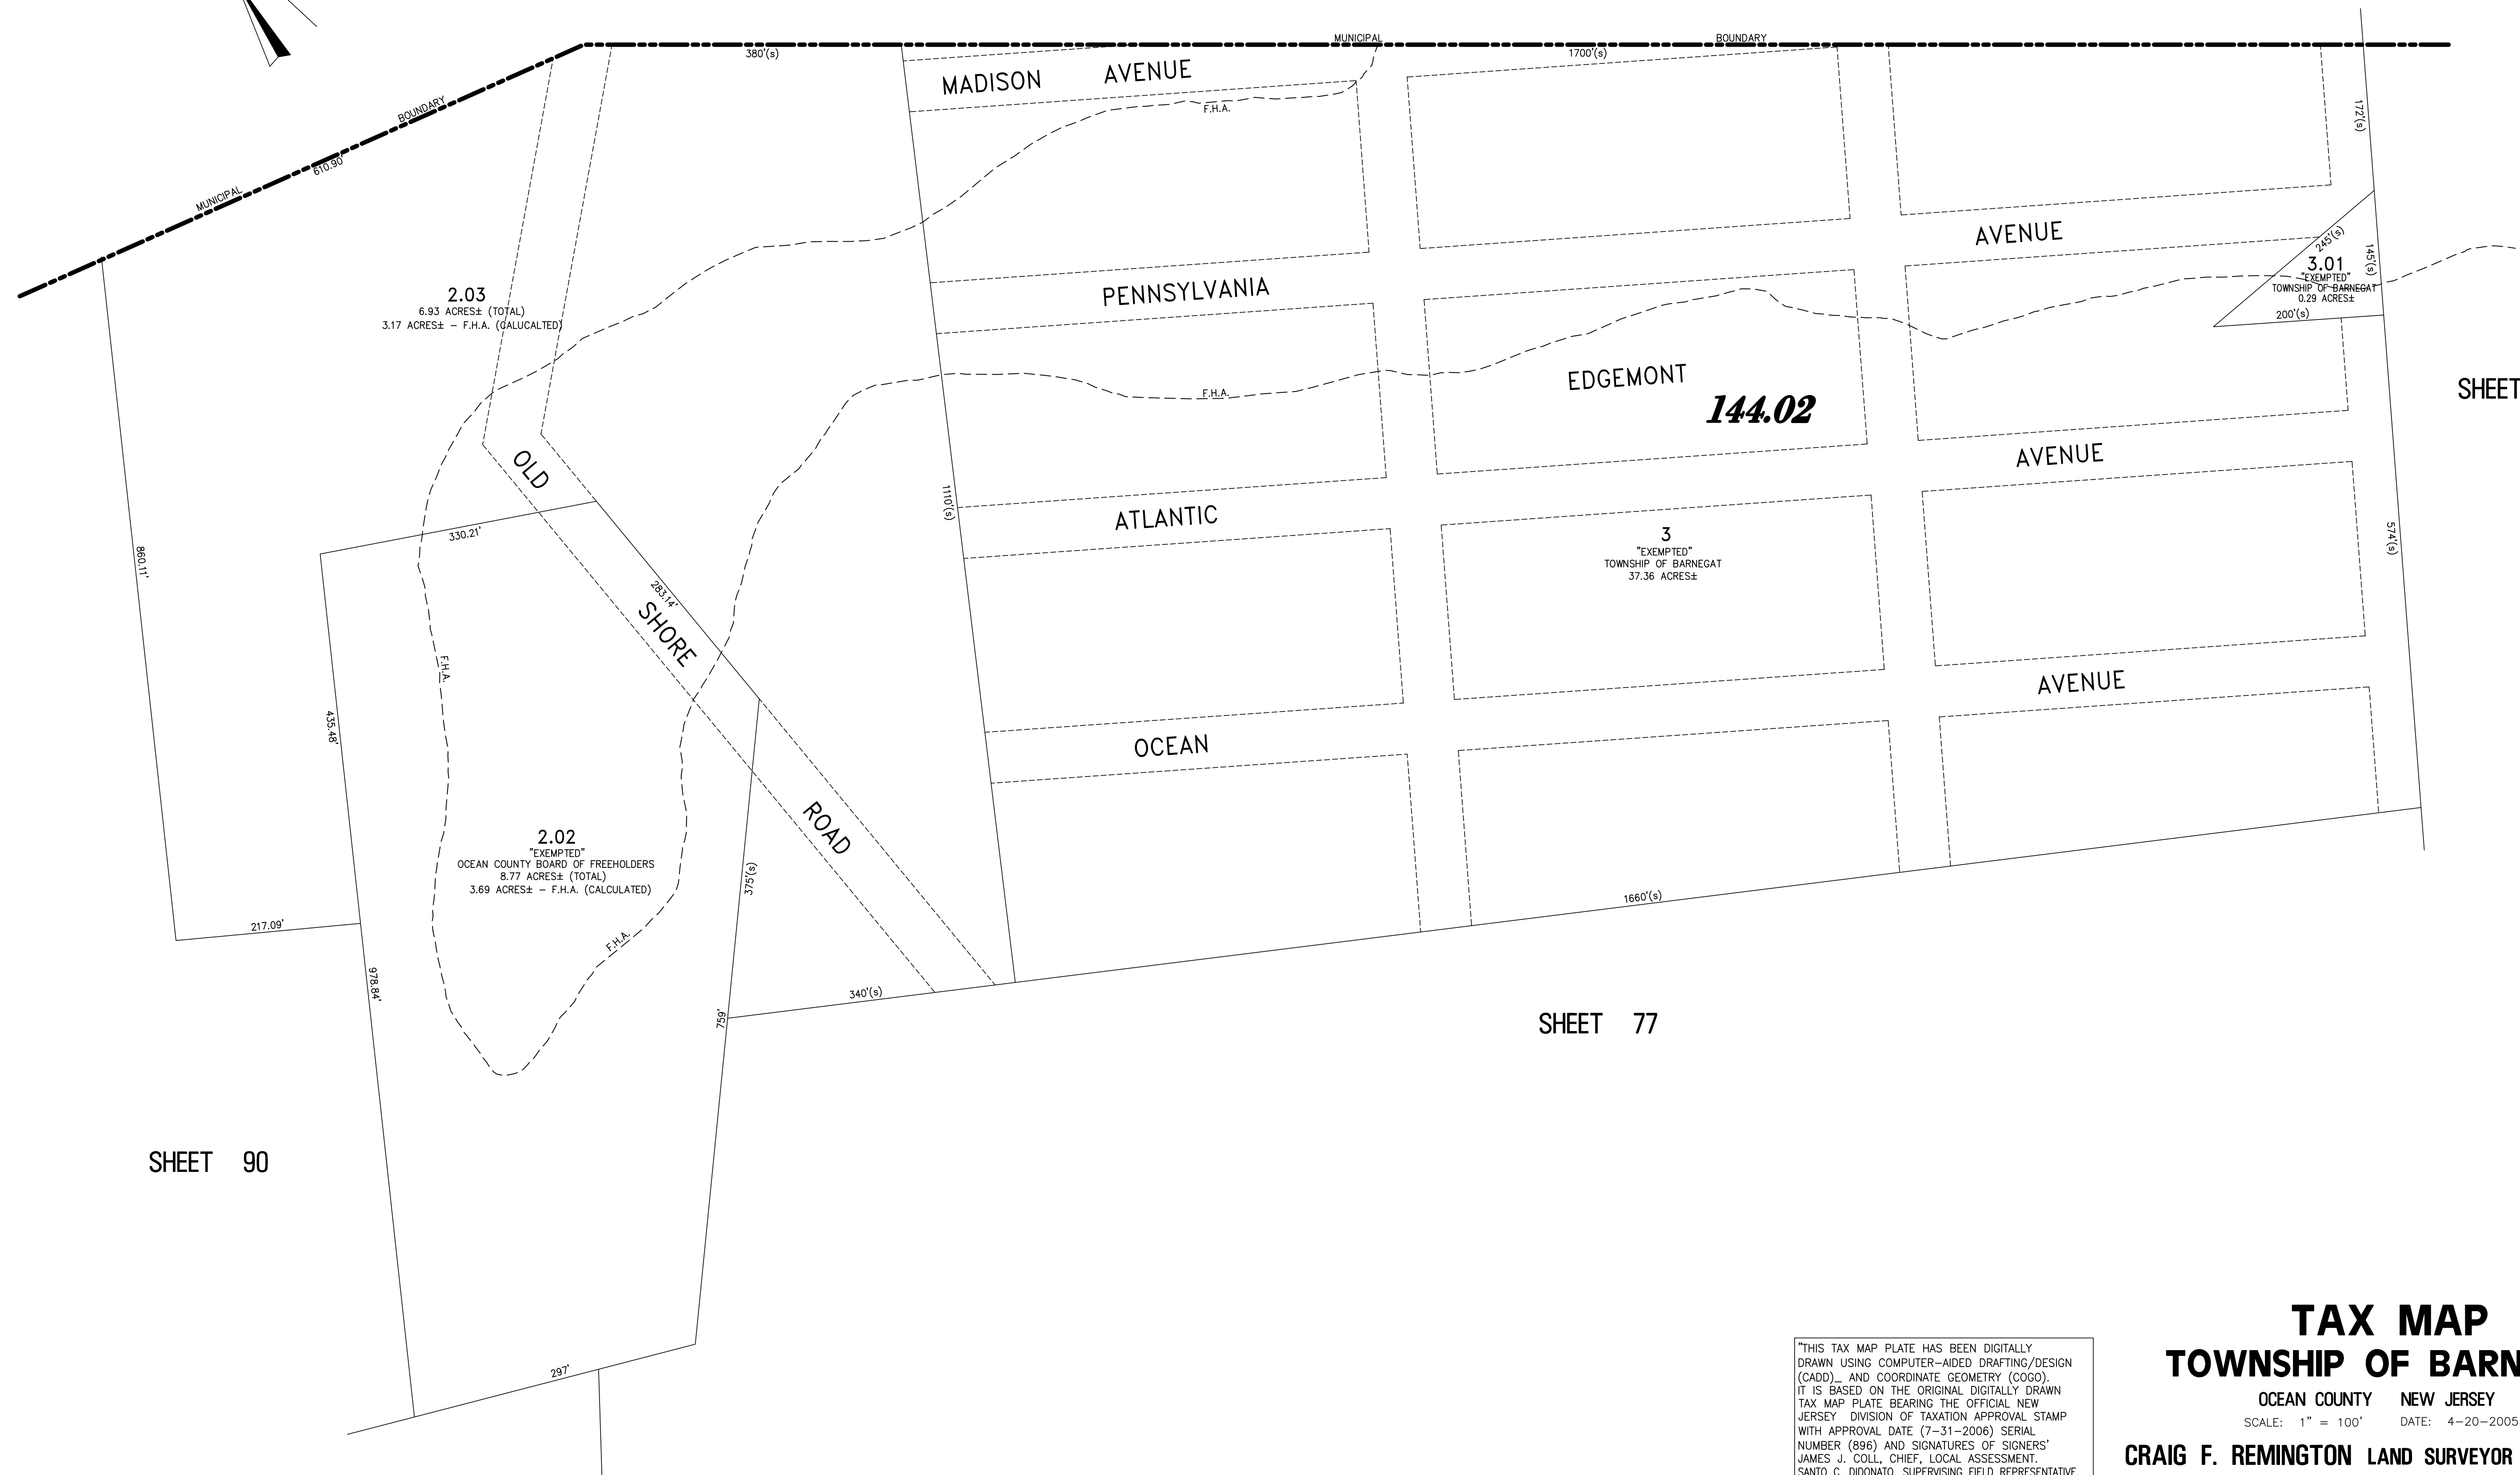 MUNICIPAL
BOUNDARY
380'(s)
1700'(s)
MADISON AVENUE
F.H.A.
172'(s)
BOUNDARY
MUNICIPAL
610.90'
AVENUE
245'(s)
145'(s)
3.01
"EXEMPTED"
TOWNSHIP OF BARNEGAT
0.29 ACRES±
200'(s)
2.03
6.93 ACRES± (TOTAL)
3.17 ACRES± – F.H.A. (CALUCALTED)
PENNSYLVANIA
EDGEMONT
144.02
F.H.A.
SHEET
AVENUE
OLD
1110'(s)
ATLANTIC
3
"EXEMPTED"
TOWNSHIP OF BARNEGAT
37.36 ACRES±
574'(s)
330.21'
860.11'
283.14'
SHORE
F.H.A.
435.48'
AVENUE
OCEAN
ROAD
2.02
"EXEMPTED"
OCEAN COUNTY BOARD OF FREEHOLDERS
8.77 ACRES± (TOTAL)
3.69 ACRES± – F.H.A. (CALCULATED)
375'(s)
1660'(s)
217.09'
F.H.A.
978.84'
340'(s)
759'
SHEET 77
SHEET 90
297'
"THIS TAX MAP PLATE HAS BEEN DIGITALLY
DRAWN USING COMPUTER–AIDED DRAFTING/DESIGN
(CADD)_ AND COORDINATE GEOMETRY (COGO).
IT IS BASED ON THE ORIGINAL DIGITALLY DRAWN
TAX MAP PLATE BEARING THE OFFICIAL NEW
JERSEY DIVISION OF TAXATION APPROVAL STAMP
WITH APPROVAL DATE (7–31–2006) SERIAL
NUMBER (896) AND SIGNATURES OF SIGNERS'
JAMES J. COLL, CHIEF, LOCAL ASSESSMENT.
SANTO C. DIDONATO, SUPERVISING FIELD REPRESENTATIVE.
TAX MAP
TOWNSHIP OF BARN
OCEAN COUNTY NEW JERSEY
SCALE: 1" = 100' DATE: 4–20–2005
CRAIG F. REMINGTON LAND SURVEYOR